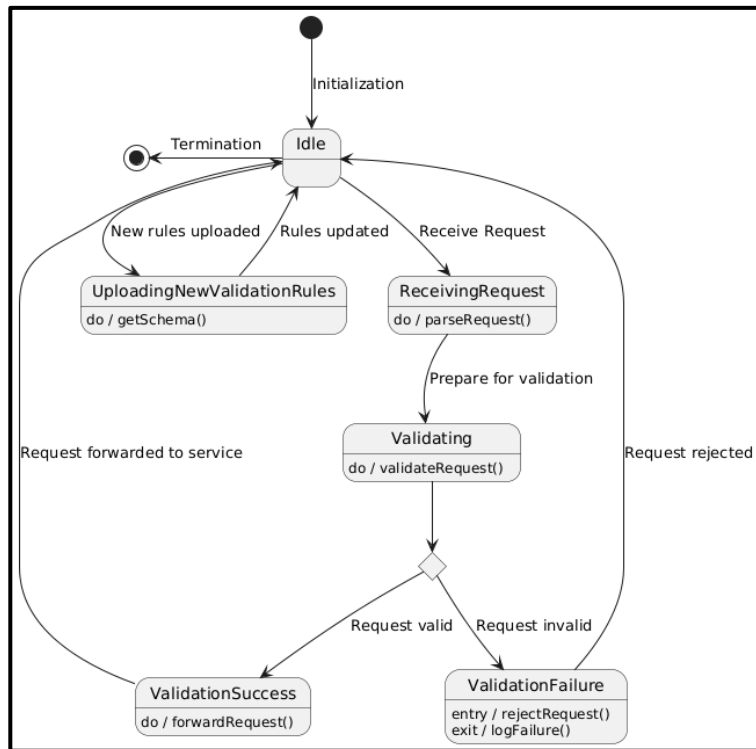 Initialization
Idle
Termination
New rules uploaded
Rules updated
Receive Request
UploadingNewValidationRules
do / getSchema()
ReceivingRequest
do / parseRequest()
Prepare for validation
Validating
do / validateRequest()
Request forwarded to service
Request rejected
Request valid
Request invalid
ValidationSuccess
do / forwardRequest()
ValidationFailure
entry / rejectRequest()
exit / logFailure()